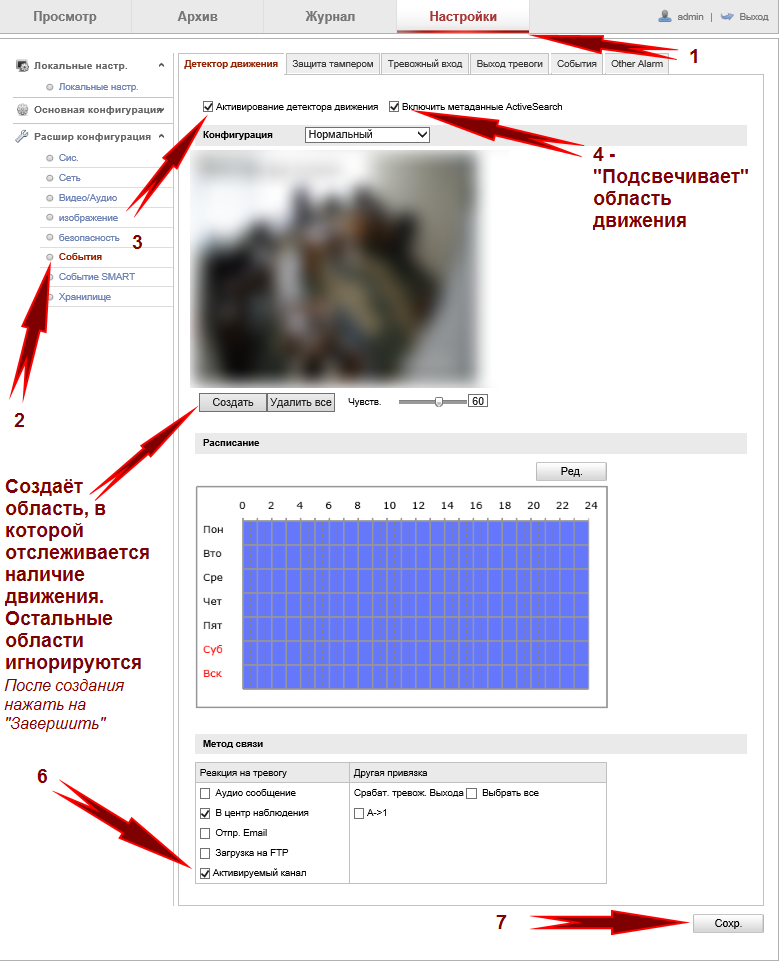 Просмотр Архив Журнал Настройки admin | Выход
1
Локальные настр.
Локальные настр.
Основная конфигурация
Расшир конфигурация
Сис.
Сеть
Видео/Аудио
изображение
безопасность
События
Событие SMART
Хранилище
3
2
Детектор движения Защита тампером Тревожный вход Выход тревоги События Other Alarm
Активирование детектора движения Включить метаданные ActiveSearch
Конфигурация Нормальный
4 -
"Подсвечивает"
область
движения
Создать Удалить все Чувств. 60
Создаёт
область, в
которой
отслеживается
наличие
движения.
Остальные
области
игнорируются
После создания
нажать на
"Завершить"
Расписание
Ред.
0 2 4 6 8 10 12 14 16 18 20 22 24
Пон
Вто
Сре
Чет
Пят
Суб
Вск
Метод связи
6
Реакция на тревогу Другая привязка
Аудио сообщение Срабат. тревож. Выхода Выбрать все
В центр наблюдения A->1
Отпр. Email
Загрузка на FTP
Активируемый канал
7
Сохр.